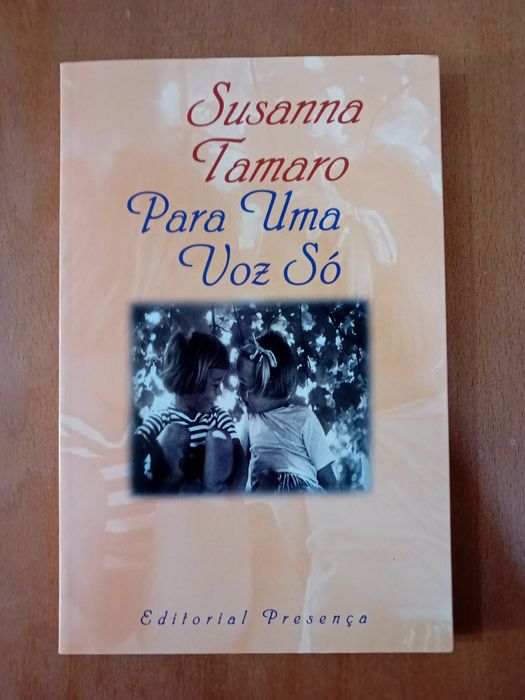 Susanna
Tamaro
Para Uma
Voz Só
Editorial Presença